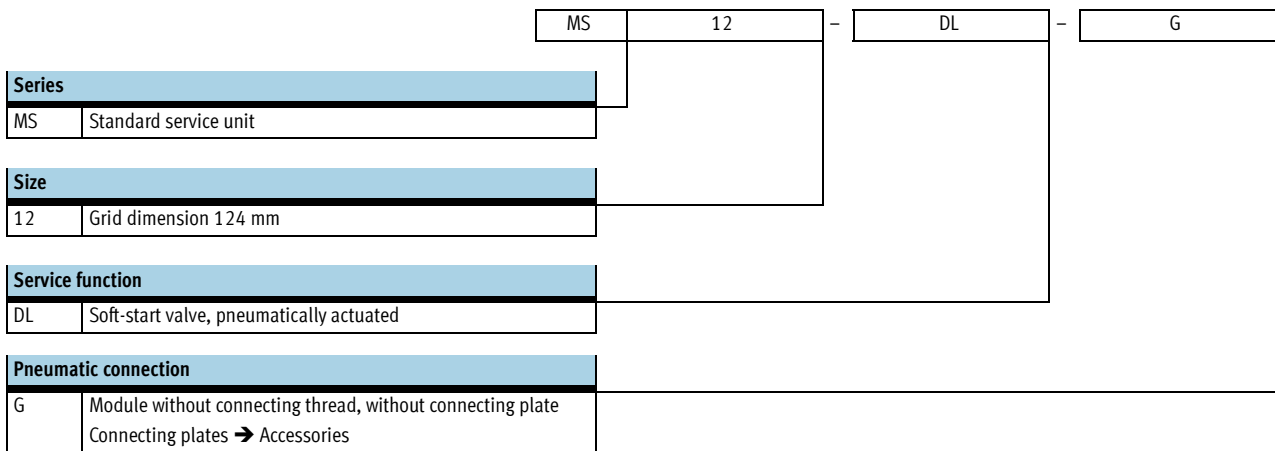 MS 12 – DL – G
Series
MS Standard service unit
Size
12 Grid dimension 124 mm
Service function
DL Soft-start valve, pneumatically actuated
Pneumatic connection
G Module without connecting thread, without connecting plate
Connecting plates ➔ Accessories